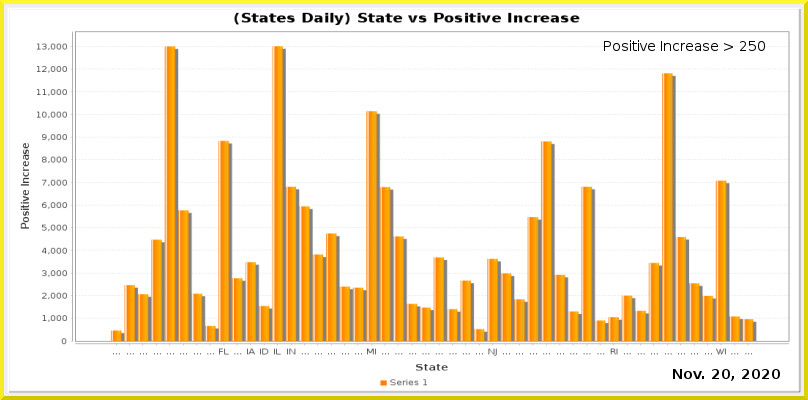 (States Daily) State vs Positive Increase
Positive Increase > 250
13,000
12,000
11,000
10,000
9,000
8,000
7,000
6,000
5,000
4,000
3,000
2,000
1,000
0
Positive Increase
... ... ... ... ... ... ... ... FL ... IA ID IL IN ... ... ... ... ... MI ... ... ... ... ... ... ... ... NJ ... ... ... ... ... ... ... ... RI ... ... ... ... ... ... ... WI ... ...
State
Nov. 20, 2020
Series 1